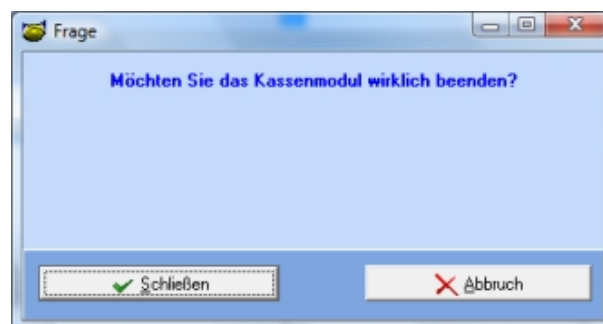 Frage
Möchten Sie das Kassenmodul wirklich beenden?
Schließen
Abbruch